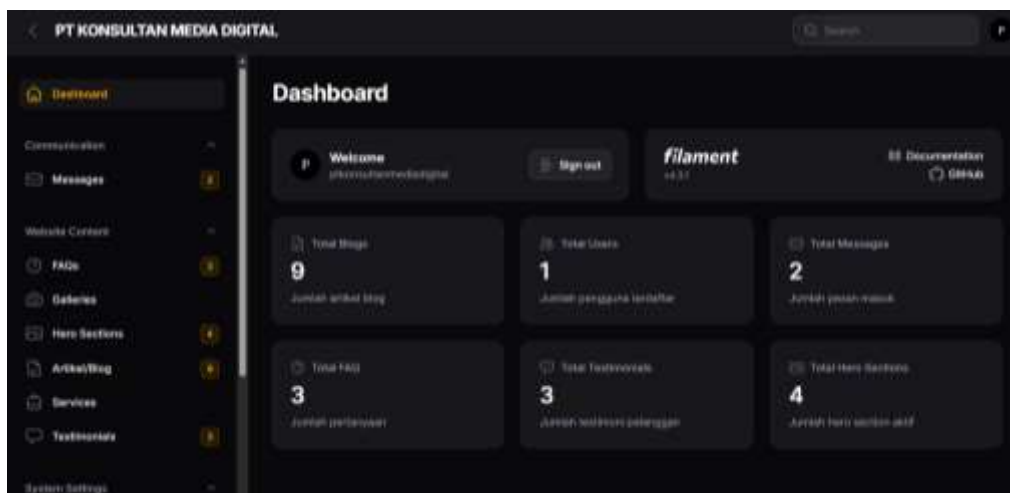 PT KONSULTAN MEDIA DIGITAL
Search
P
Dashboard
Communication
Messages
2
Website Content
FAQs
3
Galleries
Hero Sections
4
Artikel/Blog
9
Services
Testimonials
3
System Settings
Dashboard
P
Welcome
ptkonsultanmediadigital
Sign out
filament
Documentation
GitHub
Total Blogs
9
Jumlah artikel blog
Total Users
1
Jumlah pengguna terdaftar
Total Messages
2
Jumlah pesan masuk
Total FAQ
3
Jumlah pertanyaan
Total Testimonials
3
Jumlah testimoni pelanggan
Total Hero Sections
4
Jumlah hero section aktif